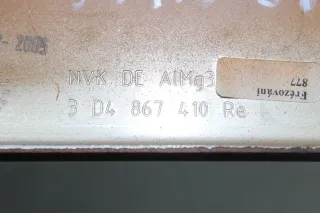 2005
NVK DE AlMg3
3 D4 867 410 Re
Frézování
877